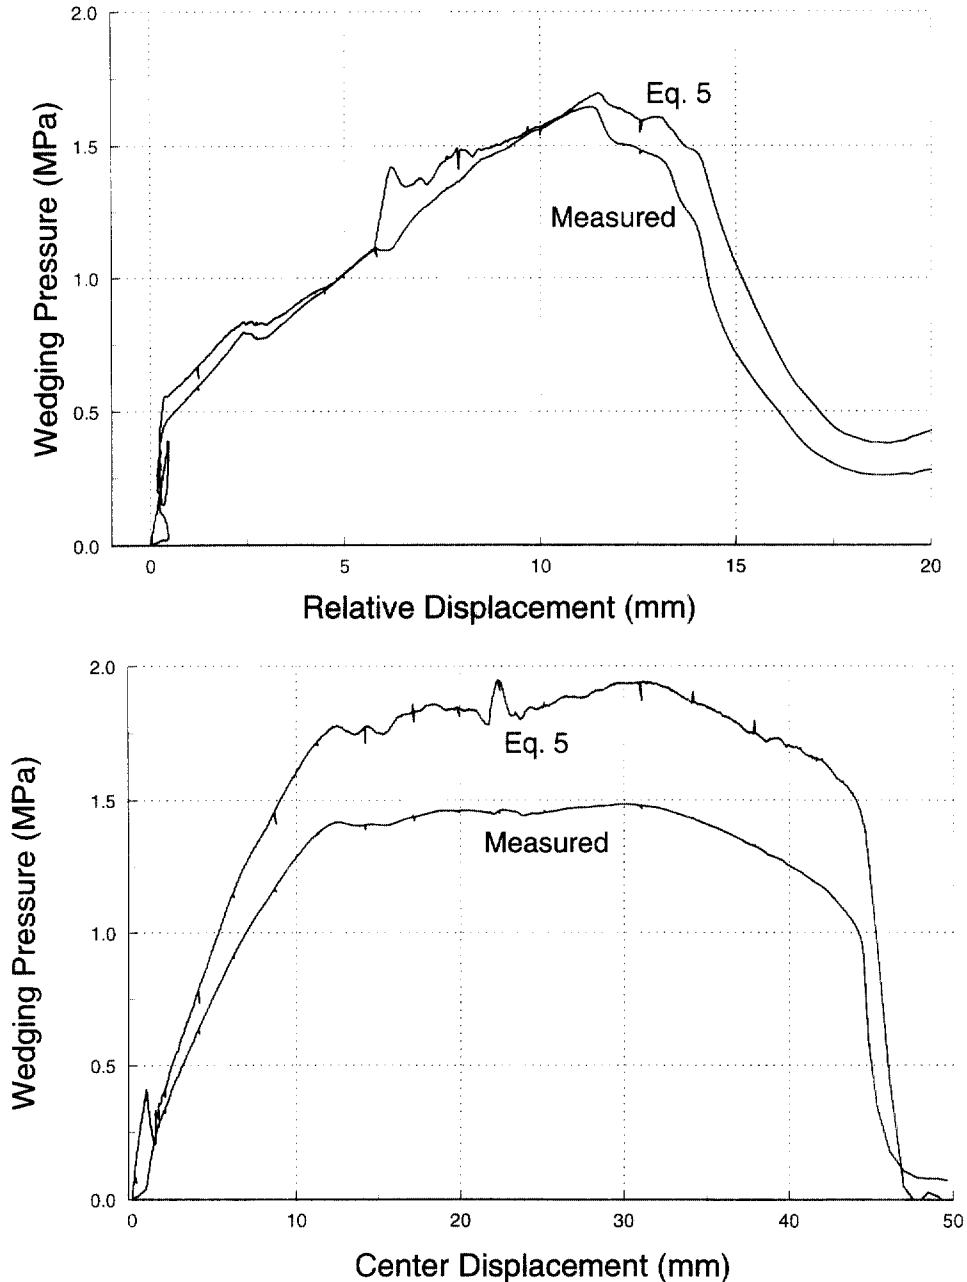 2.0
1.5
1.0
0.5
0.0
Wedging Pressure (MPa)
Eq. 5
Measured
0 5 10 15 20
Relative Displacement (mm)
2.0
1.5
1.0
0.5
0.0
Wedging Pressure (MPa)
Eq. 5
Measured
0 10 20 30 40 50
Center Displacement (mm)